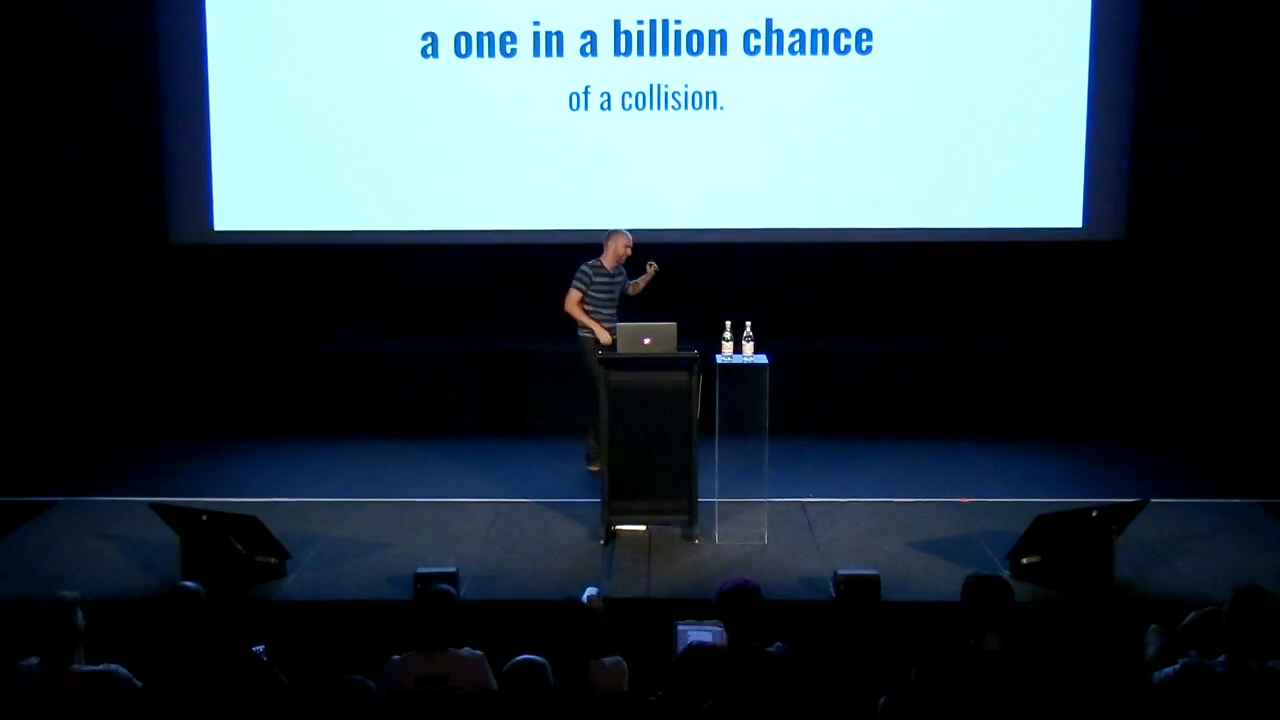 a one in a billion chance
of a collision.